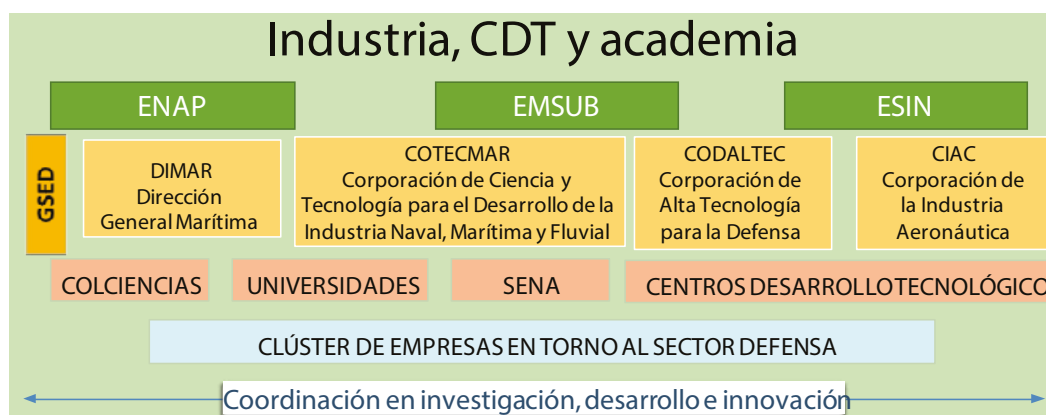 Industria, CDT y academia
ENAP
EMSUB
ESIN
GSED
DIMAR
Dirección
General Marítima
COTECMAR
Corporación de Ciencia y
Tecnología para el Desarrollo de la
Industria Naval, Marítima y Fluvial
CODALTEC
Corporación de
Alta Tecnología
para la Defensa
CIAC
Corporación de
la Industria
Aeronáutica
COLCIENCIAS
UNIVERSIDADES
SENA
CENTROS DESARROLLO TECNOLÓGICO
CLÚSTER DE EMPRESAS EN TORNO AL SECTOR DEFENSA
Coordinación en investigación, desarrollo e innovación